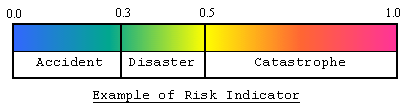 0.0 0.3 0.5 1.0
Accident Disaster Catastrophe
Example of Risk Indicator